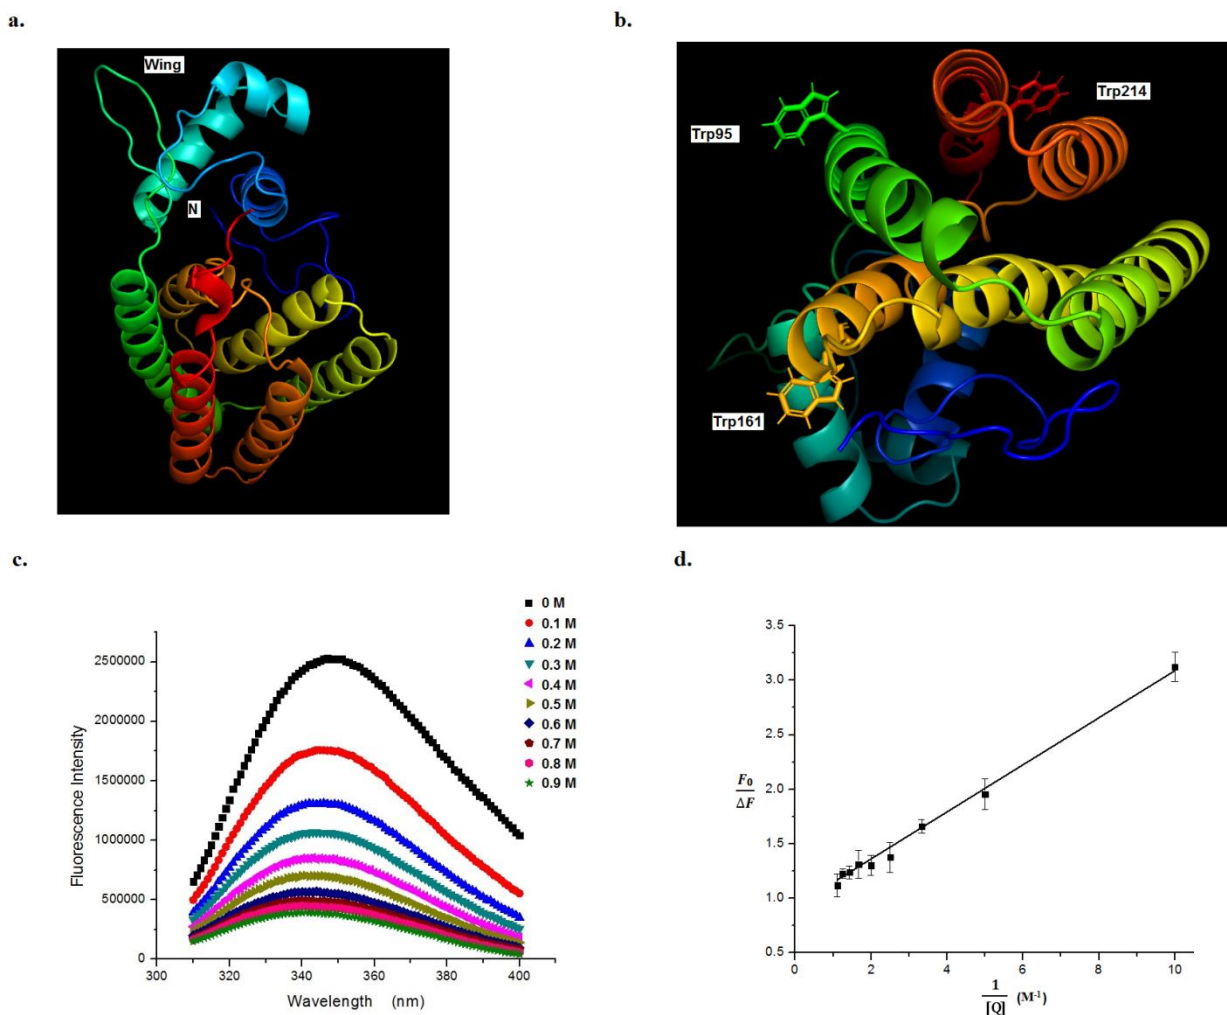 a.
Wing
N
b.
Trp95
Trp214
Trp161
c.
0 M
0.1 M
0.2 M
0.3 M
0.4 M
0.5 M
0.6 M
0.7 M
0.8 M
0.9 M
2500000
2000000
1500000
1000000
500000
0
Fluorescence Intensity
300
320
340
360
380
400
Wavelength (nm)
d.
3.5
3.0
2.5
2.0
1.5
1.0
0.5
F₀
ΔF
0
2
4
6
8
10
1
[Q] (M⁻¹)